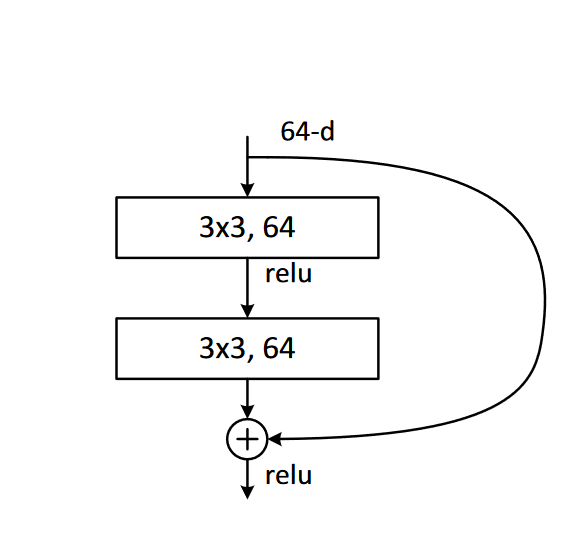 64-d
3x3, 64
relu
3x3, 64
+
relu